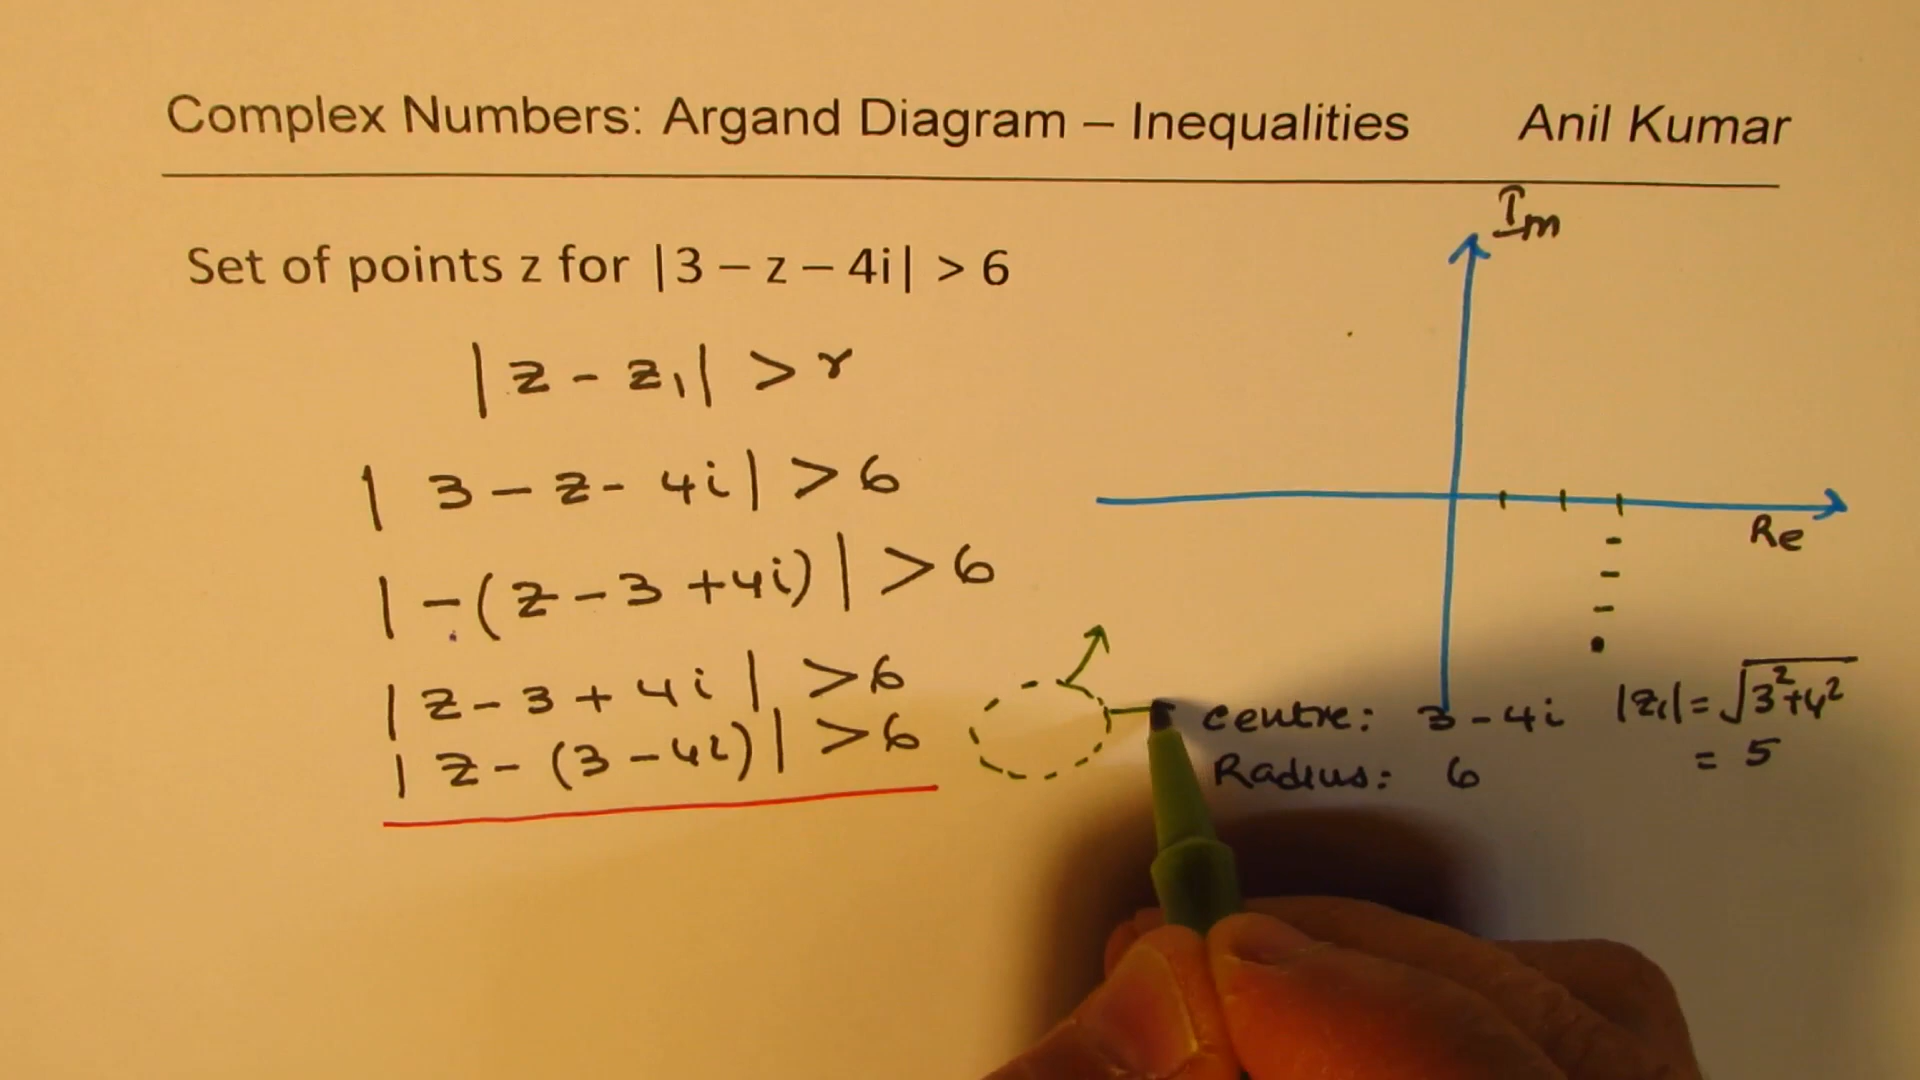 Complex Numbers: Argand Diagram – Inequalities Anil Kumar
Set of points z for |3 – z – 4i| > 6
|z - z₁| > r
|3 - z - 4i| > 6
|-(z - 3 + 4i)| > 6
|z - 3 + 4i| > 6
|z - (3 - 4i)| > 6
Im
Re
centre: 3 - 4i
Radius: 6
|z₁| = √3²+4²
= 5